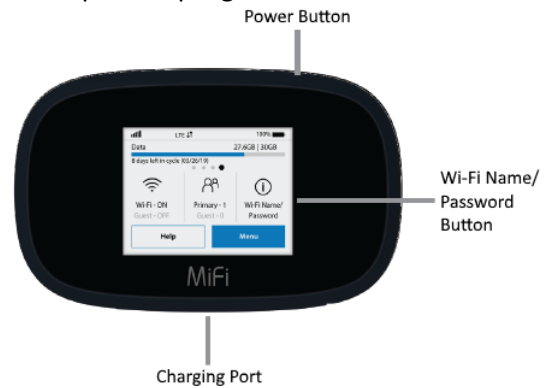 Power Button
LTE
100%
Data 27.6GB | 30GB
8 days left in cycle (03/26/19)
Wi-Fi - ON Primary - 1 Wi-Fi Name/
Guest - OFF Guest - 0 Password
Help Menu
MiFi
Wi-Fi Name/
Password
Button
Charging Port